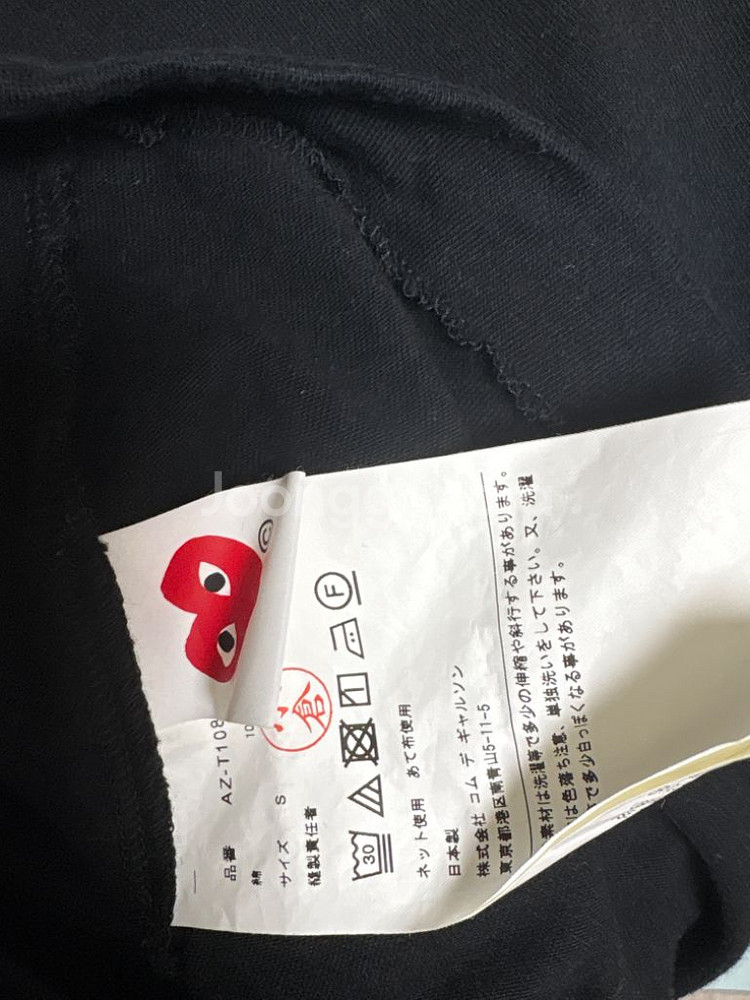 ©
品番 AZ-T108
綿 10
サイズ S
縫製責任者
倉
30
F
ネット使用 あて布使用
日本製
株式会社 コム デ ギャルソン
東京都港区南青山5-11-5
素材は洗濯等で多少の伸縮や斜行する事があります。
は色落ち注意、単独洗いをして下さい。又、洗濯
で多少白っぽくなる事があります。